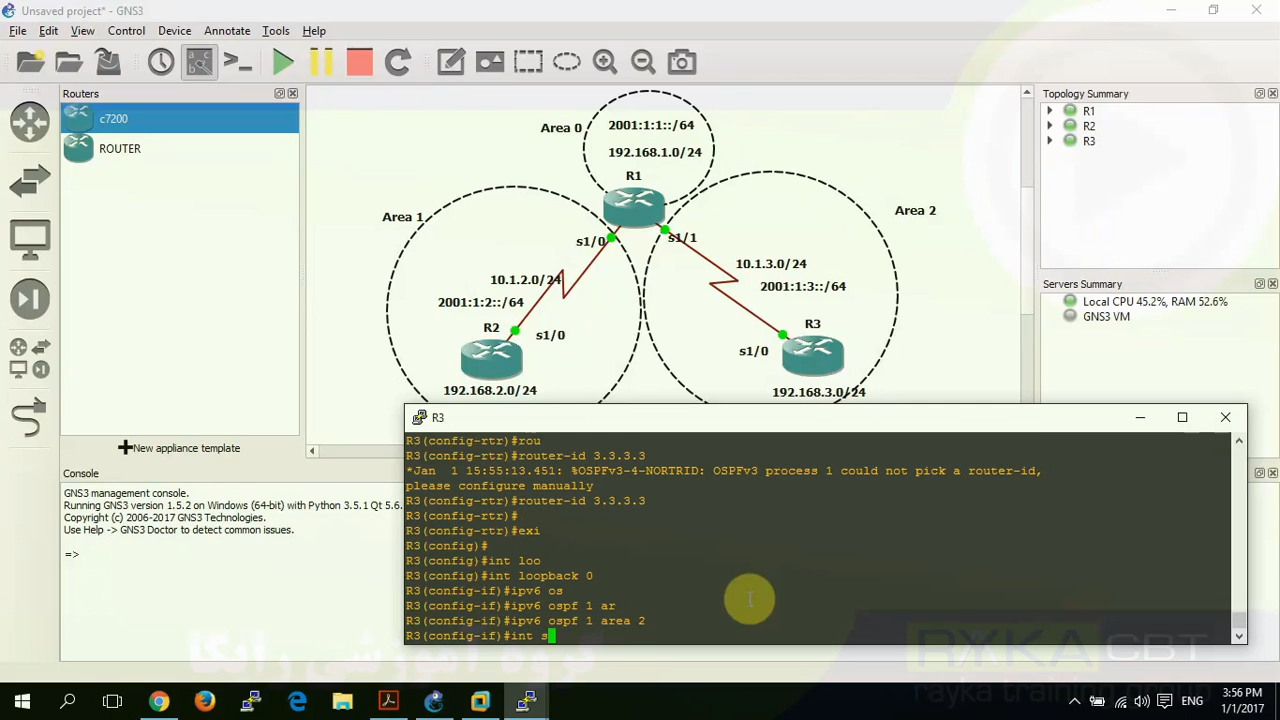 Unsaved project* - GNS3
File Edit View Control Device Annotate Tools Help
Routers
c7200
ROUTER
New appliance template
Area 0
2001:1:1::/64
192.168.1.0/24
R1
Area 1
Area 2
s1/0
s1/1
10.1.2.0/24
10.1.3.0/24
2001:1:2::/64
2001:1:3::/64
R2
s1/0
R3
s1/0
192.168.2.0/24
192.168.3.0/24
Topology Summary
R1
R2
R3
Servers Summary
Local CPU 45.2%, RAM 52.6%
GNS3 VM
Console
GNS3 management console.
Running GNS3 version 1.5.2 on Windows (64-bit) with Python 3.5.1 Qt 5.6.
Copyright (c) 2006-2017 GNS3 Technologies.
Use Help -> GNS3 Doctor to detect common issues.
=>
R3
R3(config-rtr)#rou
R3(config-rtr)#router-id 3.3.3.3
*Jan  1 15:55:13.451: %OSPFv3-4-NORTRID: OSPFv3 process 1 could not pick a router-id,
please configure manually
R3(config-rtr)#router-id 3.3.3.3
R3(config-rtr)#
R3(config-rtr)#exi
R3(config)#
R3(config)#int loo
R3(config)#int loopback 0
R3(config-if)#ipv6 os
R3(config-if)#ipv6 ospf 1 ar
R3(config-if)#ipv6 ospf 1 area 2
R3(config-if)#int s
گروه آموزشی رایکا
RAYKA CBT
rayka training group
3:56 PM
1/1/2017